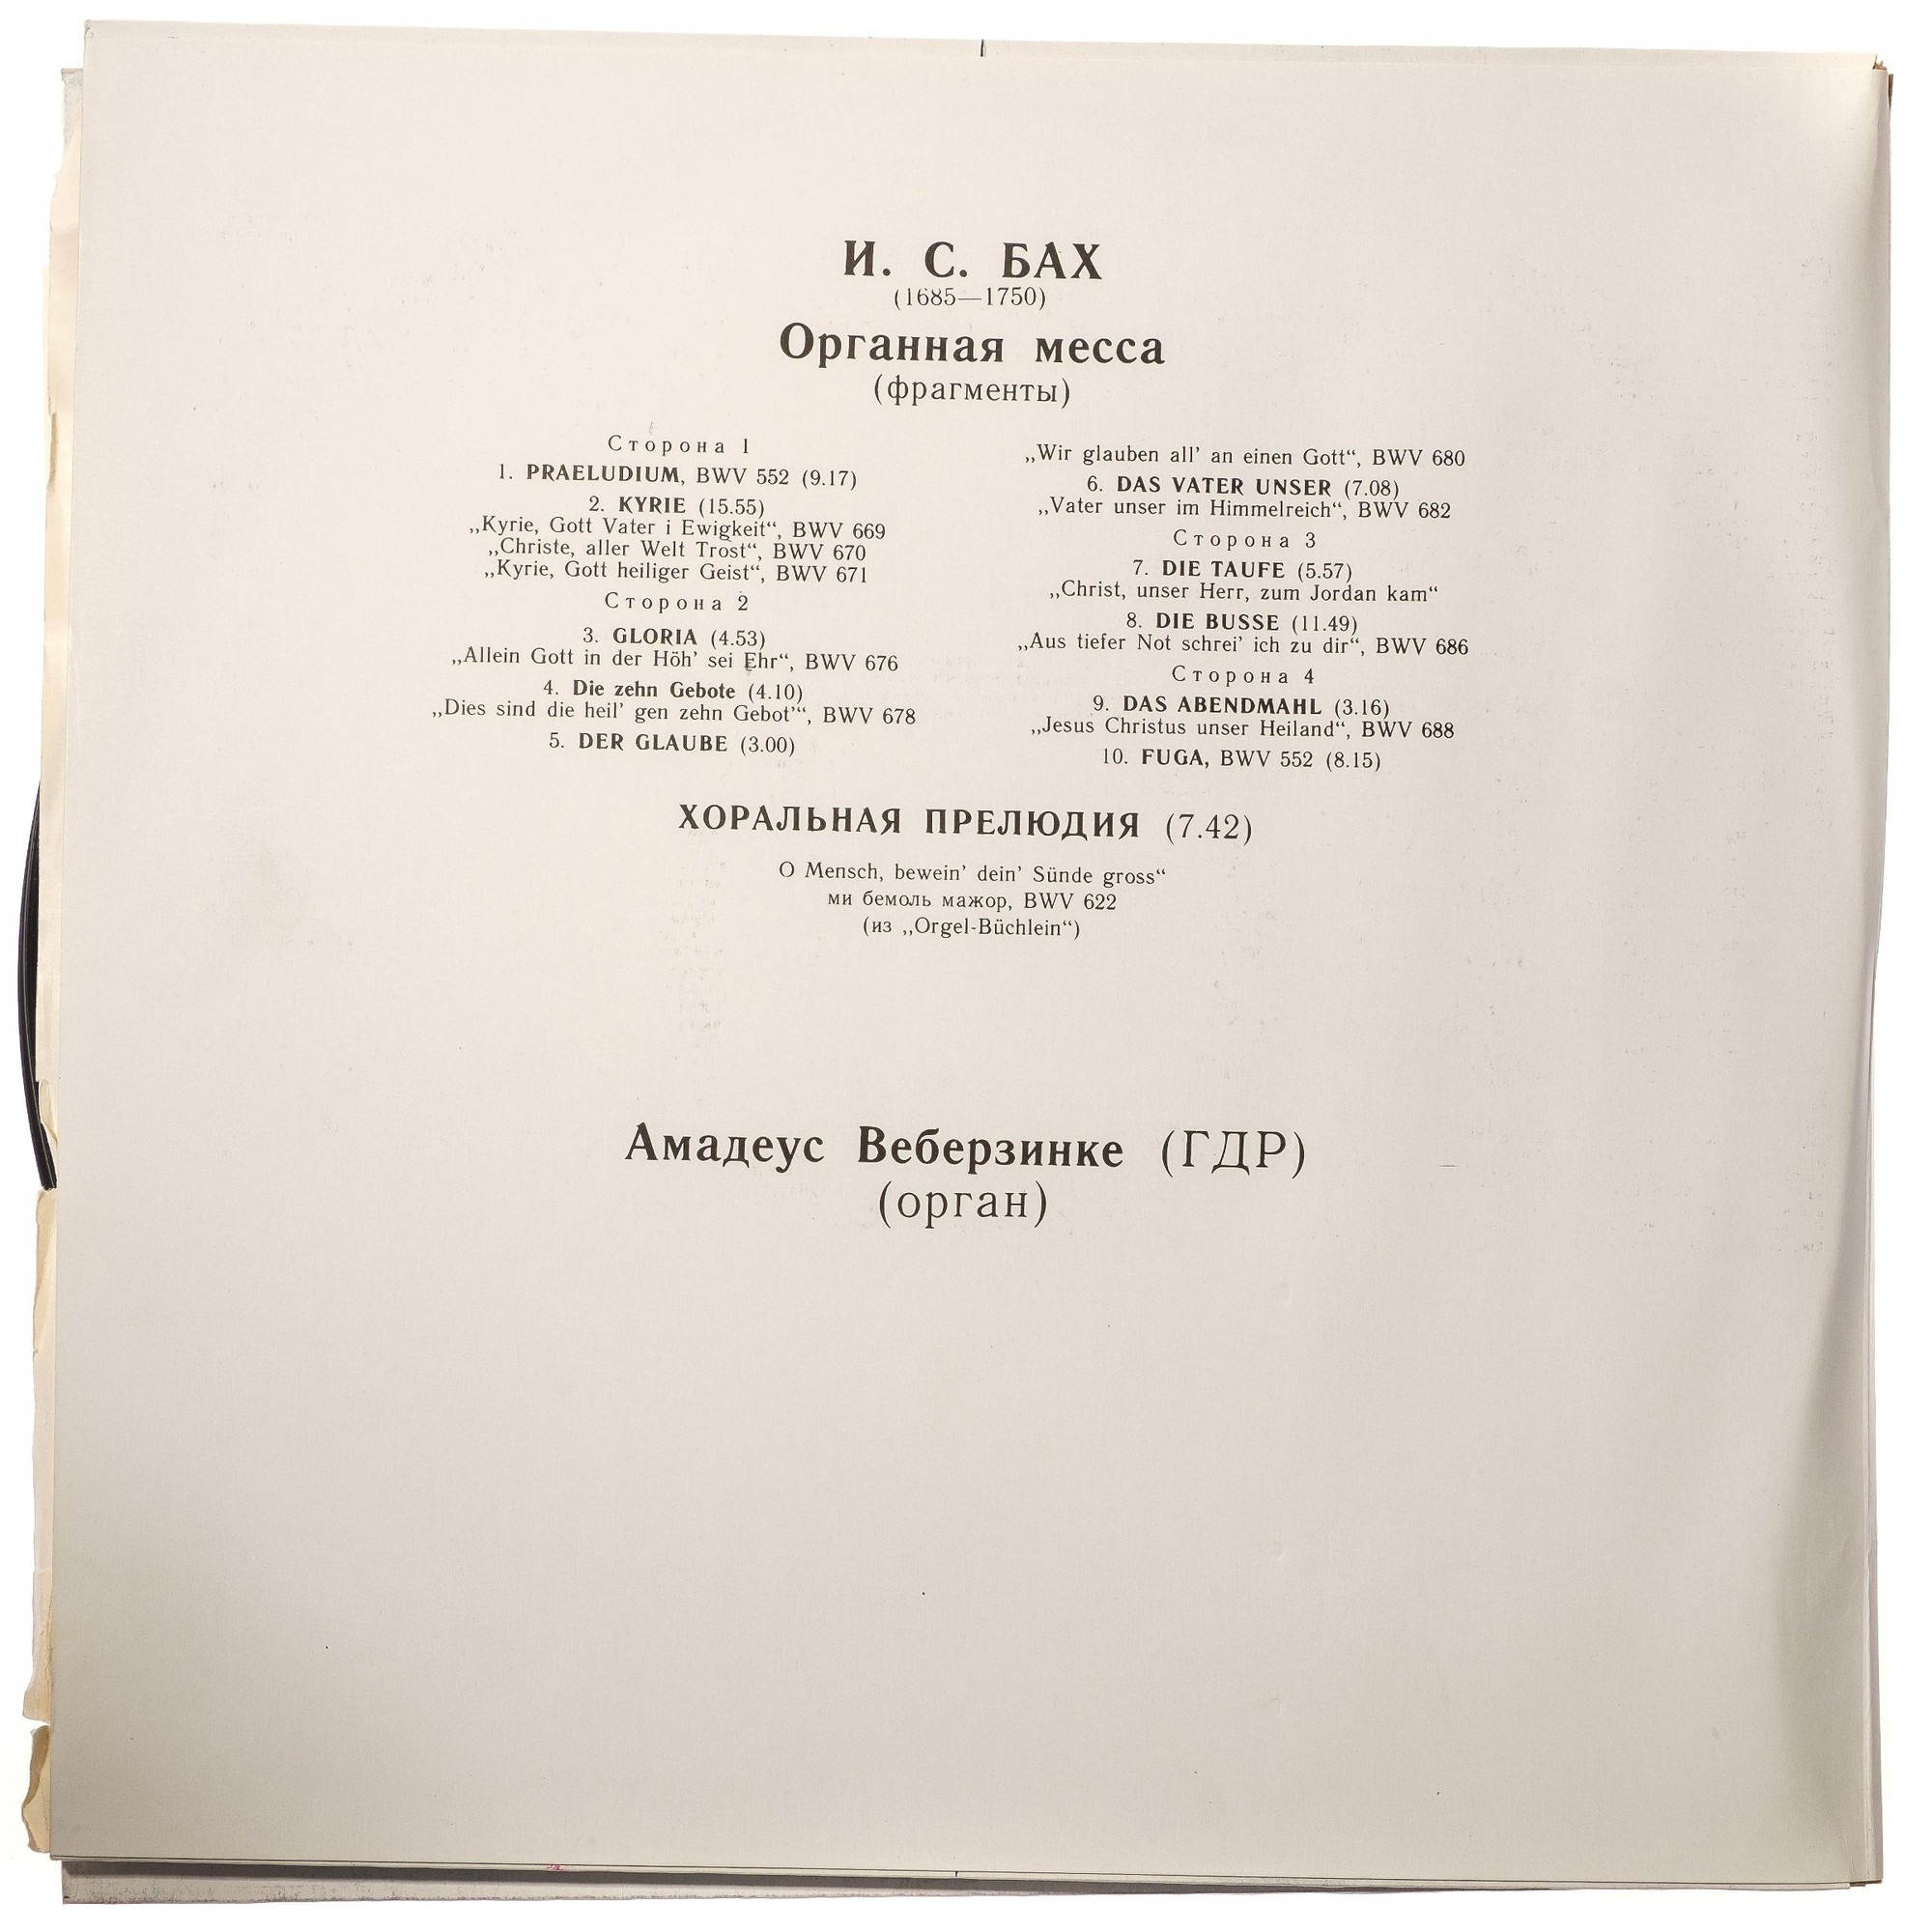 И. С. БАХ
(1685—1750)
Органная месса
(фрагменты)
Сторона 1
1. PRAELUDIUM, BWV 552 (9.17)
2. KYRIE (15.55)
„Kyrie, Gott Vater i Ewigkeit“, BWV 669
„Christe, aller Welt Trost“, BWV 670
„Kyrie, Gott heiliger Geist“, BWV 671
Сторона 2
3. GLORIA (4.53)
„Allein Gott in der Höh’ sei Ehr“, BWV 676
4. Die zehn Gebote (4.10)
„Dies sind die heil’ gen zehn Gebot’“, BWV 678
5. DER GLAUBE (3.00)
„Wir glauben all’ an einen Gott“, BWV 680
6. DAS VATER UNSER (7.08)
„Vater unser im Himmelreich“, BWV 682
Сторона 3
7. DIE TAUFE (5.57)
„Christ, unser Herr, zum Jordan kam“
8. DIE BUSSE (11.49)
„Aus tiefer Not schrei’ ich zu dir“, BWV 686
Сторона 4
9. DAS ABENDMAHL (3.16)
„Jesus Christus unser Heiland“, BWV 688
10. FUGA, BWV 552 (8.15)
ХОРАЛЬНАЯ ПРЕЛЮДИЯ (7.42)
O Mensch, bewein’ dein’ Sünde gross“
ми бемоль мажор, BWV 622
(из „Orgel-Büchlein“)
Амадеус Веберзинке (ГДР)
(орган)